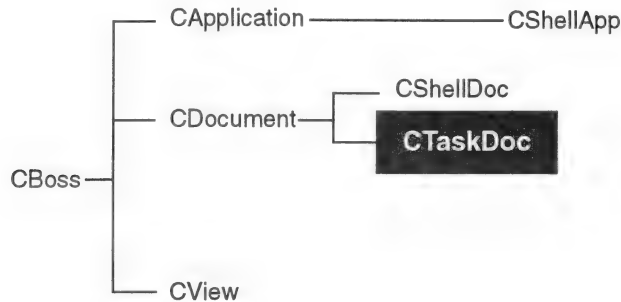 CApplication
CShellApp
CShellDoc
CDocument
CTaskDoc
CBoss
CView